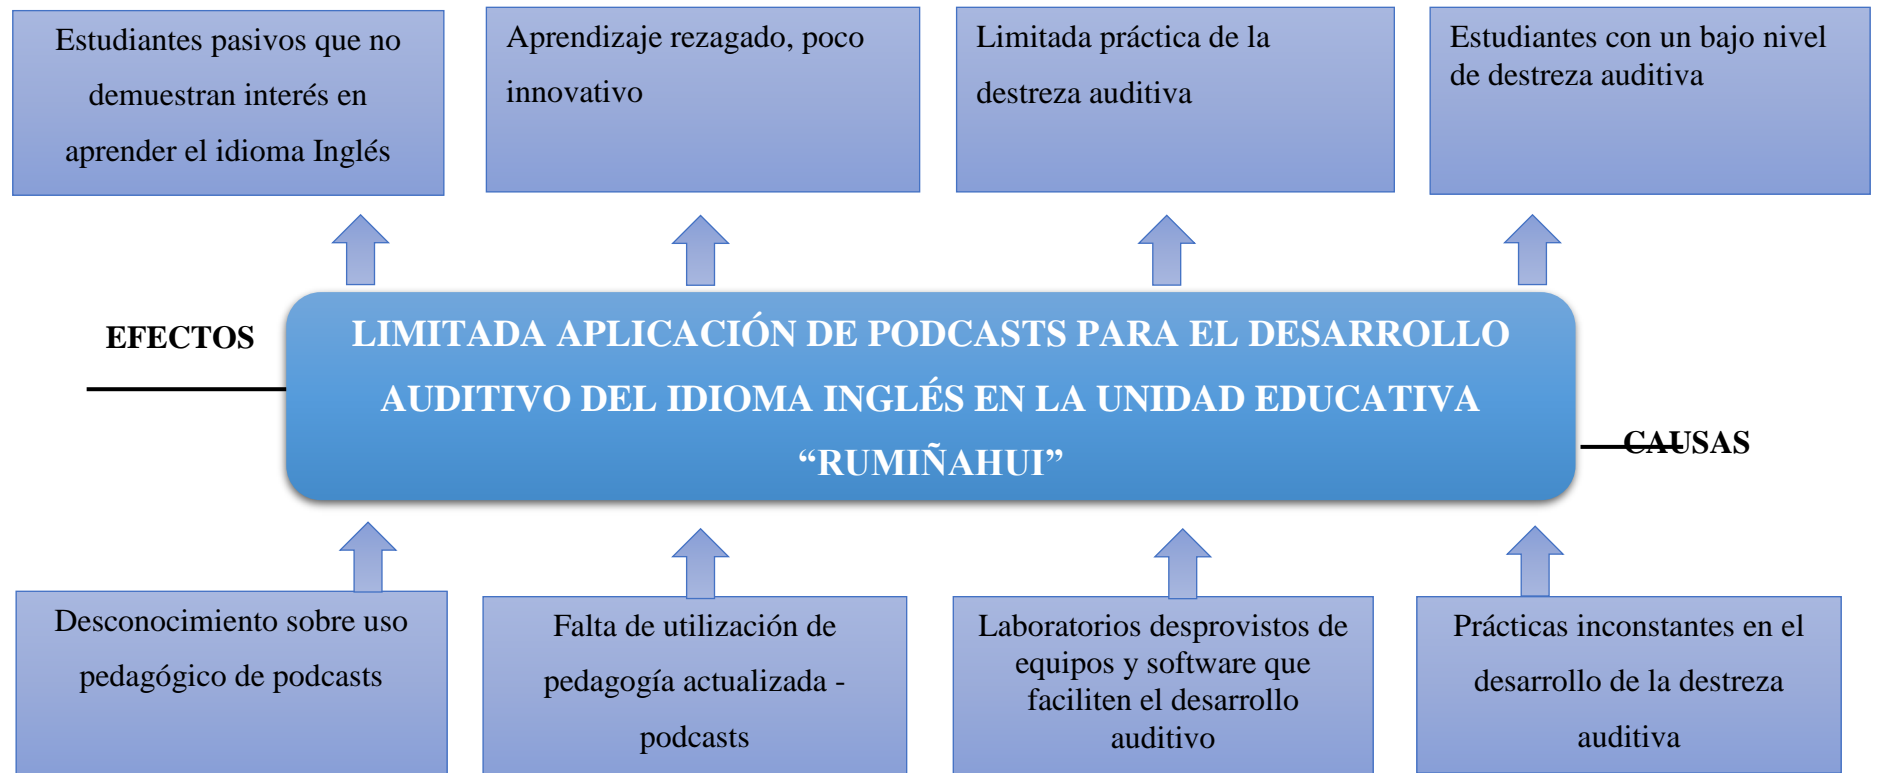 Estudiantes pasivos que no
demuestran interés en
aprender el idioma Inglés
Aprendizaje rezagado, poco
innovativo
Limitada práctica de la
destreza auditiva
Estudiantes con un bajo nivel
de destreza auditiva
EFECTOS
LIMITADA APLICACIÓN DE PODCASTS PARA EL DESARROLLO
AUDITIVO DEL IDIOMA INGLÉS EN LA UNIDAD EDUCATIVA
“RUMIÑAHUI”
CAUSAS
Desconocimiento sobre uso
pedagógico de podcasts
Falta de utilización de
pedagogía actualizada -
podcasts
Laboratorios desprovistos de
equipos y software que
faciliten el desarrollo
auditivo
Prácticas inconstantes en el
desarrollo de la destreza
auditiva